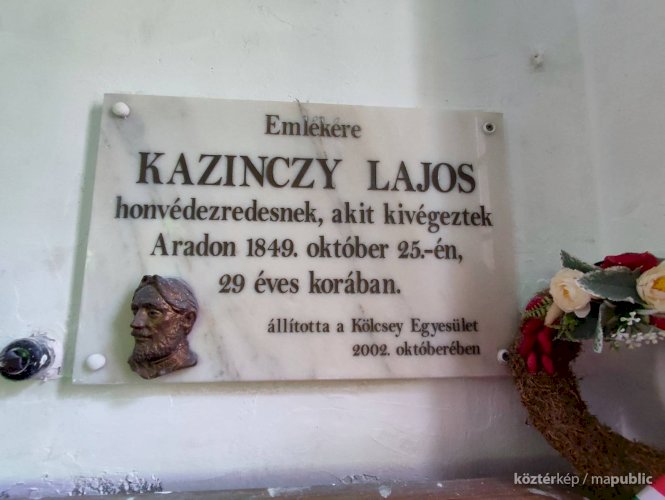 Emlékére
KAZINCZY LAJOS
honvédezredesnek, akit kivégeztek
Aradon 1849. október 25.-én,
29 éves korában.
állította a Kölcsey Egyesület
2002. októberében
köztérkép / mapublic